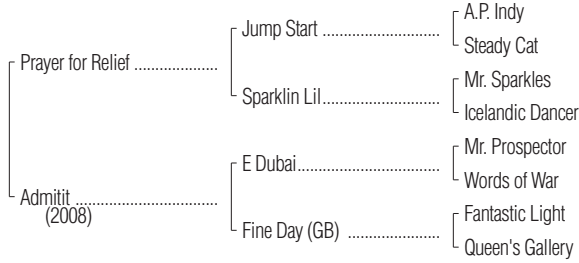 A.P. Indy
Jump Start ......................
Steady Cat
Prayer for Relief ....................
Mr. Sparkles
Sparklin Lil............................
Icelandic Dancer
Mr. Prospector
E Dubai..................................
Words of War
Admitit ..................................
(2008)
Fantastic Light
Fine Day (GB) ......................
Queen's Gallery